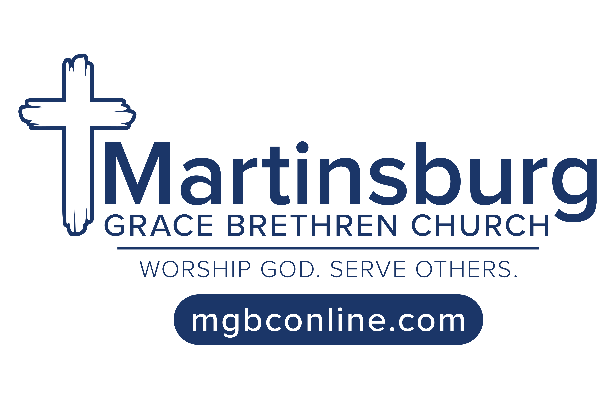 Martinsburg
GRACE BRETHREN CHURCH
WORSHIP GOD. SERVE OTHERS.
mgbconline.com